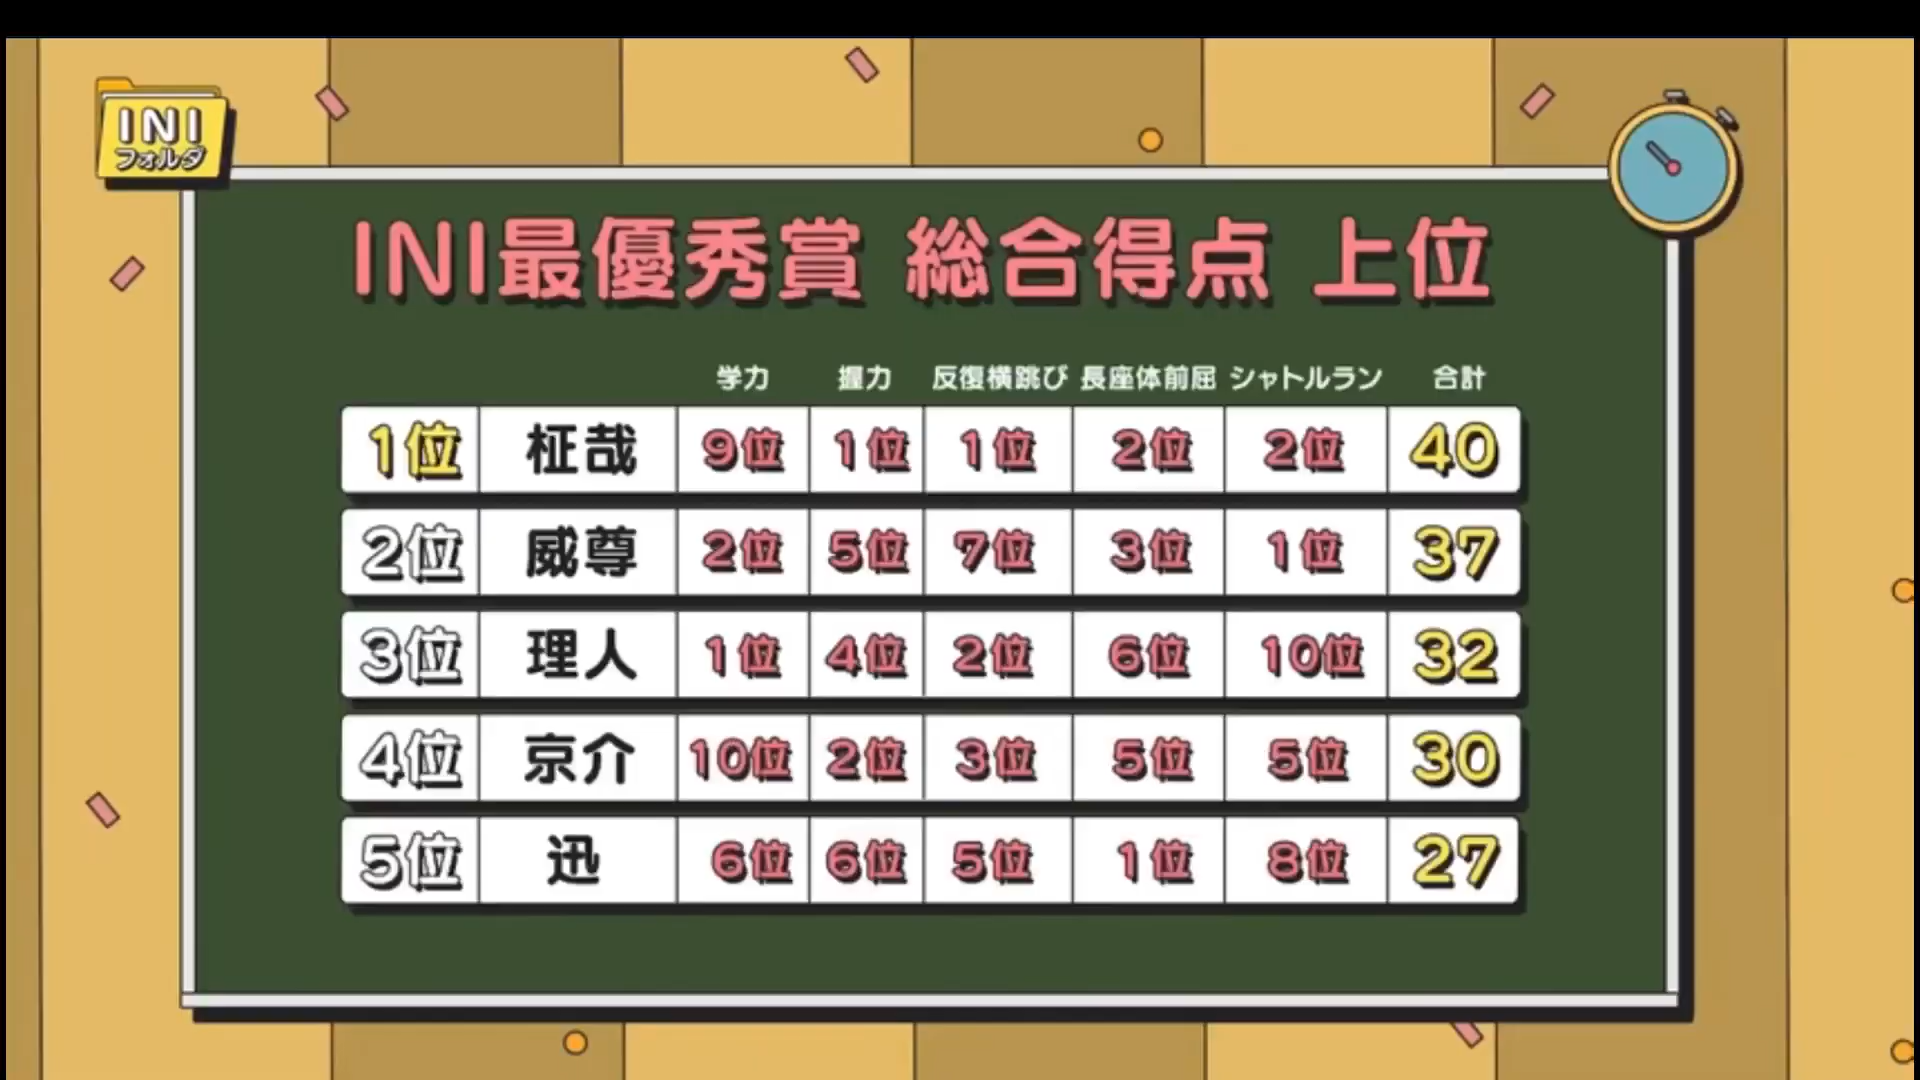 INI
フォルダ
INI最優秀賞 総合得点 上位
学力 握力 反復横跳び 長座体前屈 シャトルラン 合計
1位 柾哉 9位 1位 1位 2位 2位 40
2位 威尊 2位 5位 7位 3位 1位 37
3位 理人 1位 4位 2位 6位 10位 32
4位 京介 10位 2位 3位 5位 5位 30
5位 迅 6位 6位 5位 1位 8位 27